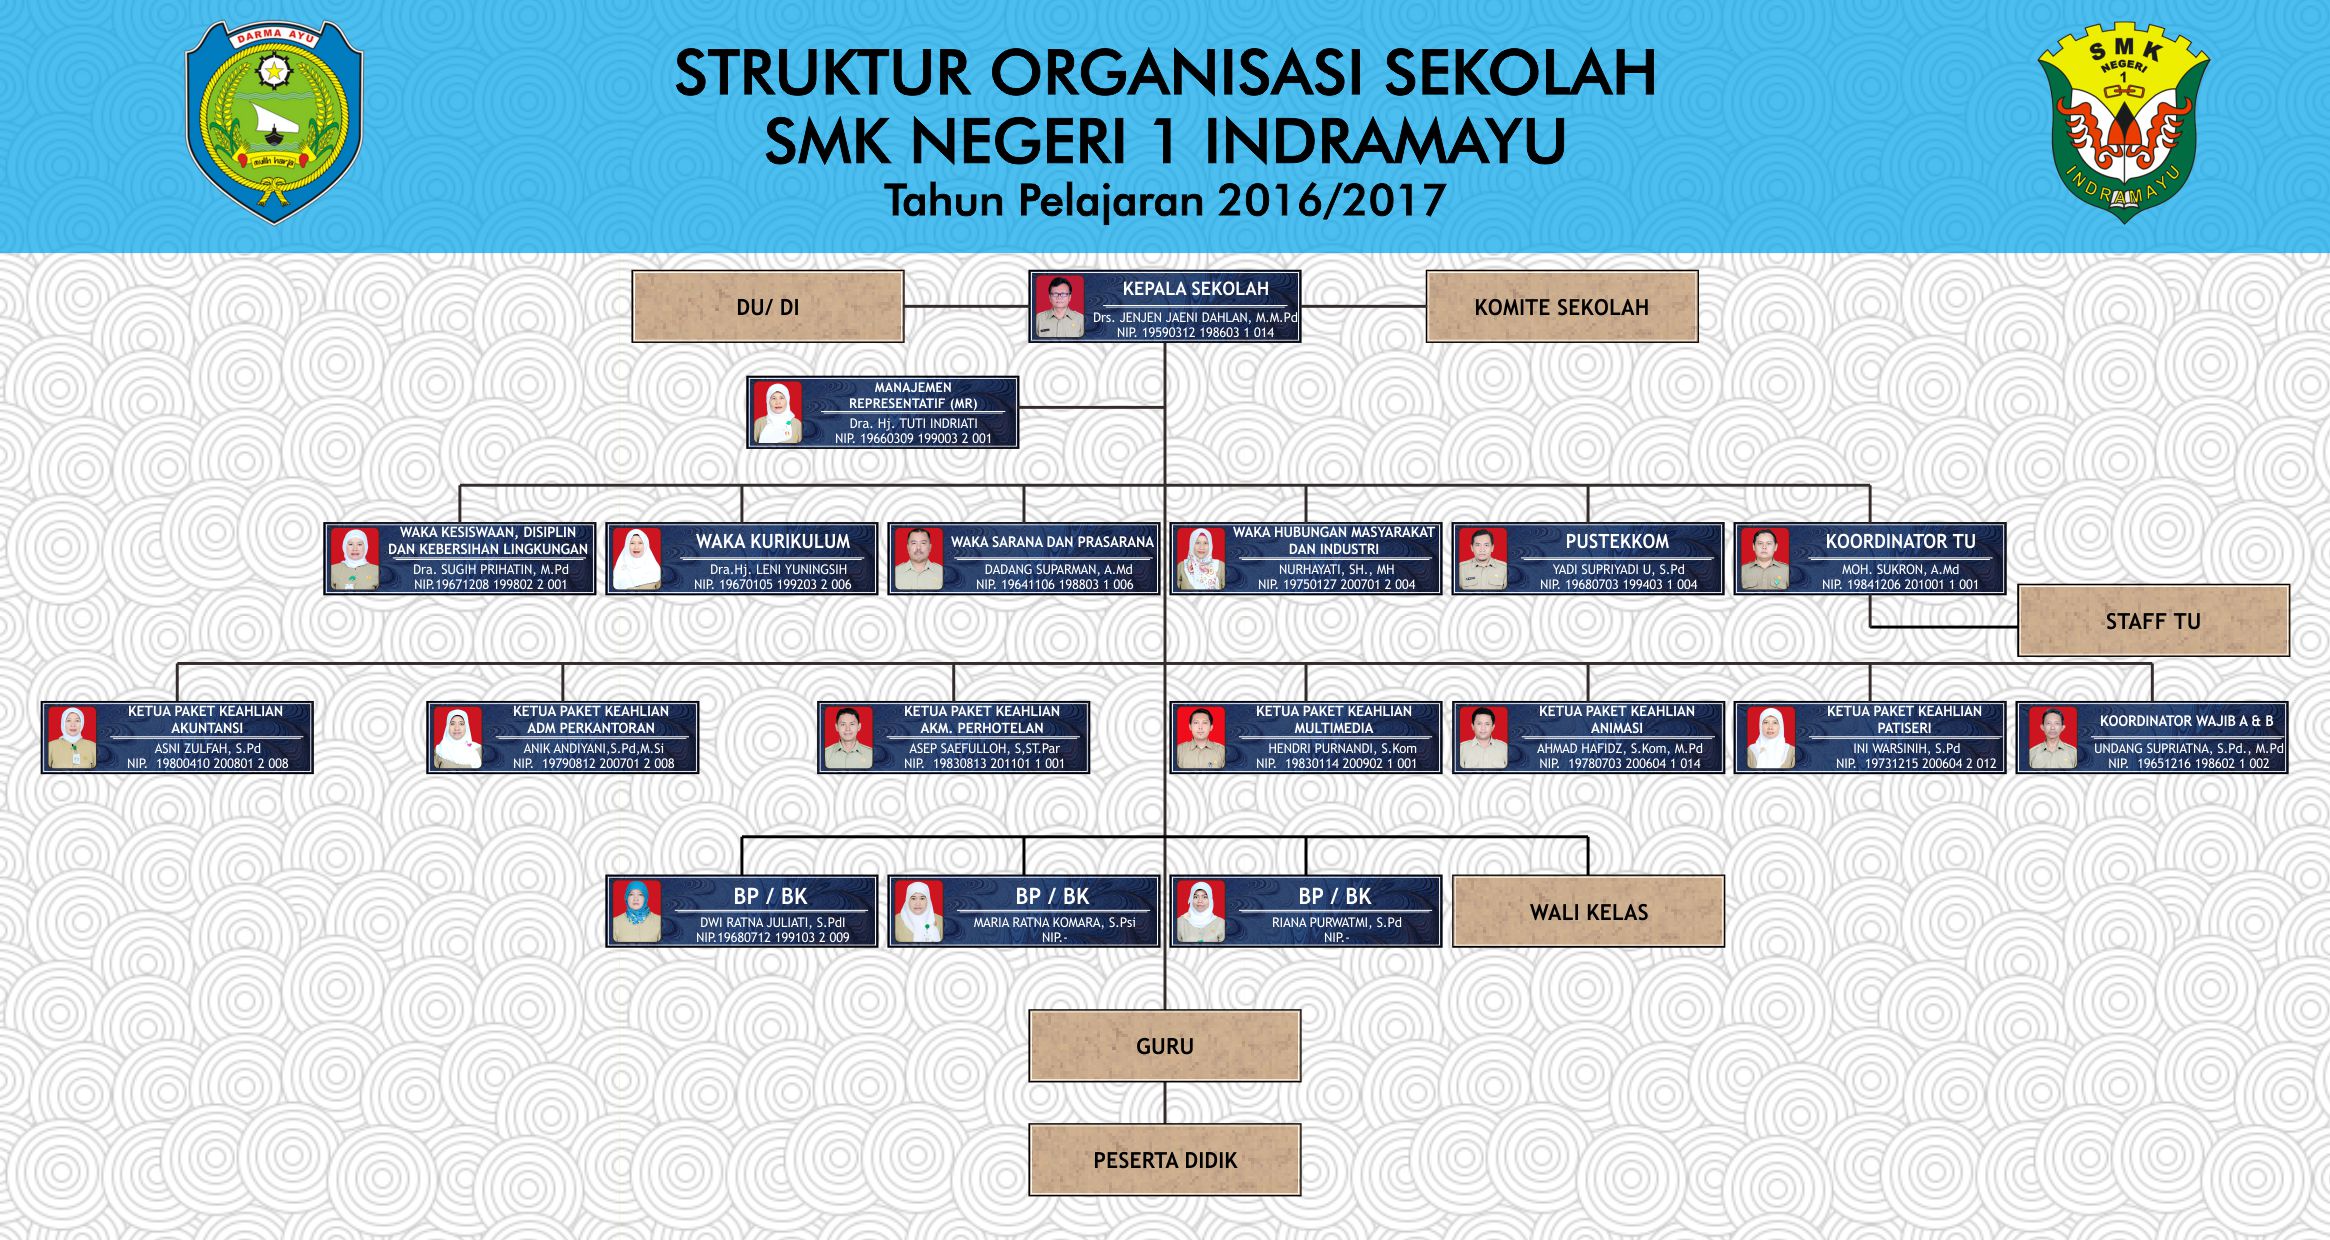 DARMA AYU
mulih harja
STRUKTUR ORGANISASI SEKOLAH
SMK NEGERI 1 INDRAMAYU
Tahun Pelajaran 2016/2017
SMK
NEGERI
1
INDRAMAYU
DU/ DI
KEPALA SEKOLAH
Drs. JENJEN JAENI DAHLAN, M.M.Pd
NIP. 19590312 198603 1 014
KOMITE SEKOLAH
MANAJEMEN
REPRESENTATIF (MR)
Dra. Hj. TUTI INDRIATI
NIP. 19660309 199003 2 001
WAKA KESISWAAN, DISIPLIN
DAN KEBERSIHAN LINGKUNGAN
Dra. SUGIH PRIHATIN, M.Pd
NIP.19671208 199802 2 001
WAKA KURIKULUM
Dra.Hj. LENI YUNINGSIH
NIP. 19670105 199203 2 006
WAKA SARANA DAN PRASARANA
DADANG SUPARMAN, A.Md
NIP. 19641106 198803 1 006
WAKA HUBUNGAN MASYARAKAT
DAN INDUSTRI
NURHAYATI, SH., MH
NIP. 19750127 200701 2 004
PUSTEKKOM
YADI SUPRIYADI U, S.Pd
NIP. 19680703 199403 1 004
KOORDINATOR TU
MOH. SUKRON, A.Md
NIP. 19841206 201001 1 001
STAFF TU
KETUA PAKET KEAHLIAN
AKUNTANSI
ASNI ZULFAH, S.Pd
NIP. 19800410 200801 2 008
KETUA PAKET KEAHLIAN
ADM PERKANTORAN
ANIK ANDIYANI,S.Pd,M.Si
NIP. 19790812 200701 2 008
KETUA PAKET KEAHLIAN
AKM. PERHOTELAN
ASEP SAEFULLOH, S,ST.Par
NIP. 19830813 201101 1 001
KETUA PAKET KEAHLIAN
MULTIMEDIA
HENDRI PURNANDI, S.Kom
NIP. 19830114 200902 1 001
KETUA PAKET KEAHLIAN
ANIMASI
AHMAD HAFIDZ, S.Kom, M.Pd
NIP. 19780703 200604 1 014
KETUA PAKET KEAHLIAN
PATISERI
INI WARSINIH, S.Pd
NIP. 19731215 200604 2 012
KOORDINATOR WAJIB A & B
UNDANG SUPRIATNA, S.Pd., M.Pd
NIP. 19651216 198602 1 002
BP / BK
DWI RATNA JULIATI, S.PdI
NIP.19680712 199103 2 009
BP / BK
MARIA RATNA KOMARA, S.Psi
NIP.-
BP / BK
RIANA PURWATMI, S.Pd
NIP.-
WALI KELAS
GURU
PESERTA DIDIK